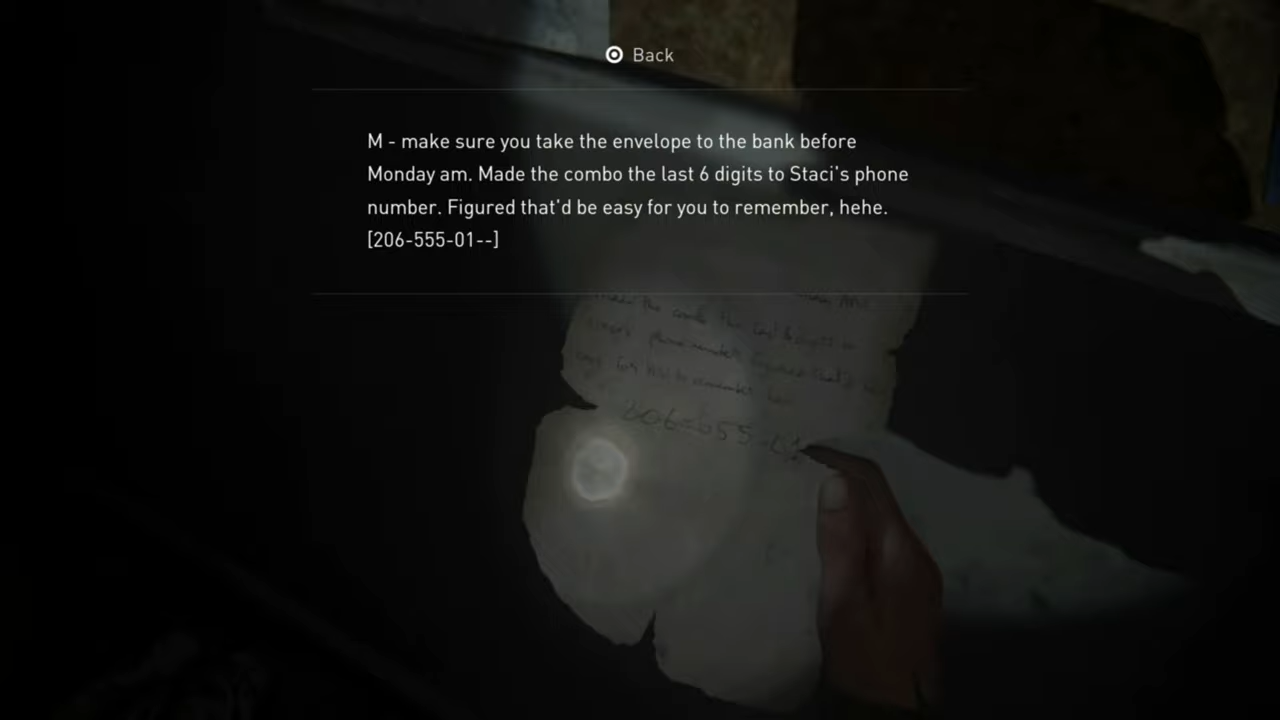 Back
M - make sure you take the envelope to the bank before
Monday am. Made the combo the last 6 digits to Staci's phone
number. Figured that'd be easy for you to remember, hehe.
[206-555-01--]